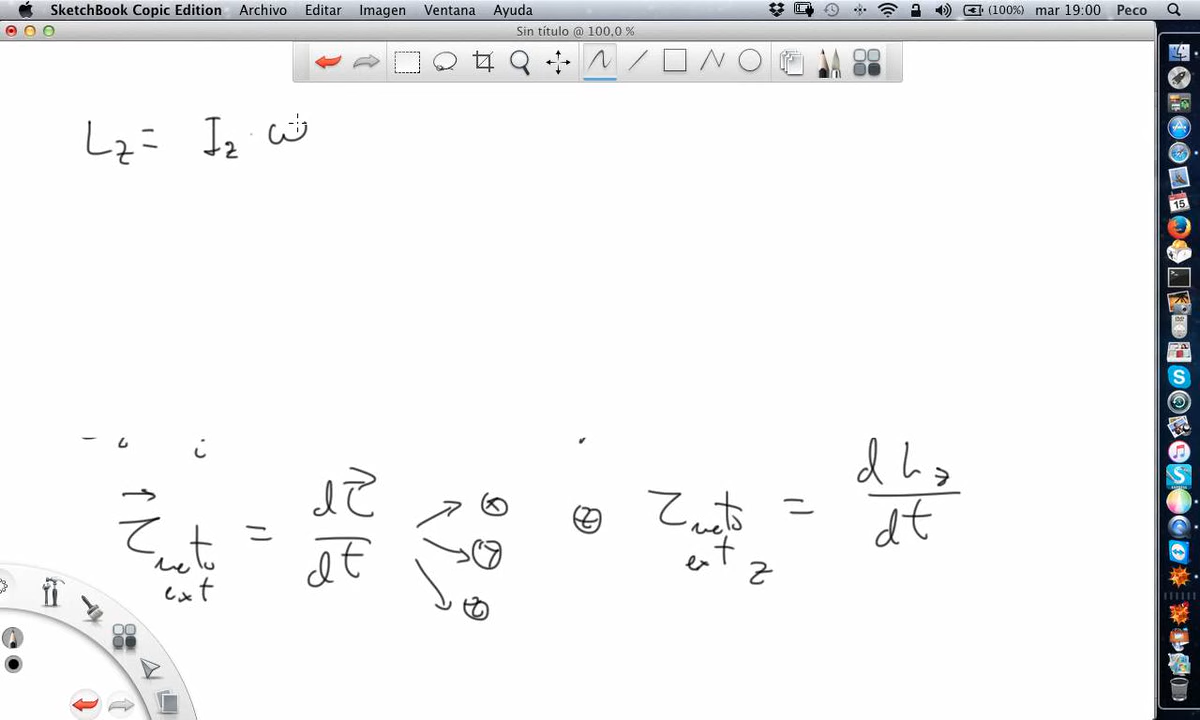 SketchBook Copic Edition Archivo Editar Imagen Ventana Ayuda (100%) mar 19:00 Peco
Sin título @ 100,0 %
15
L_z = I_z · ω
τ⃗_neto ext = dL⃗/dt (x) (y) (z)
(z) τ_neto ext z = dL_z/dt